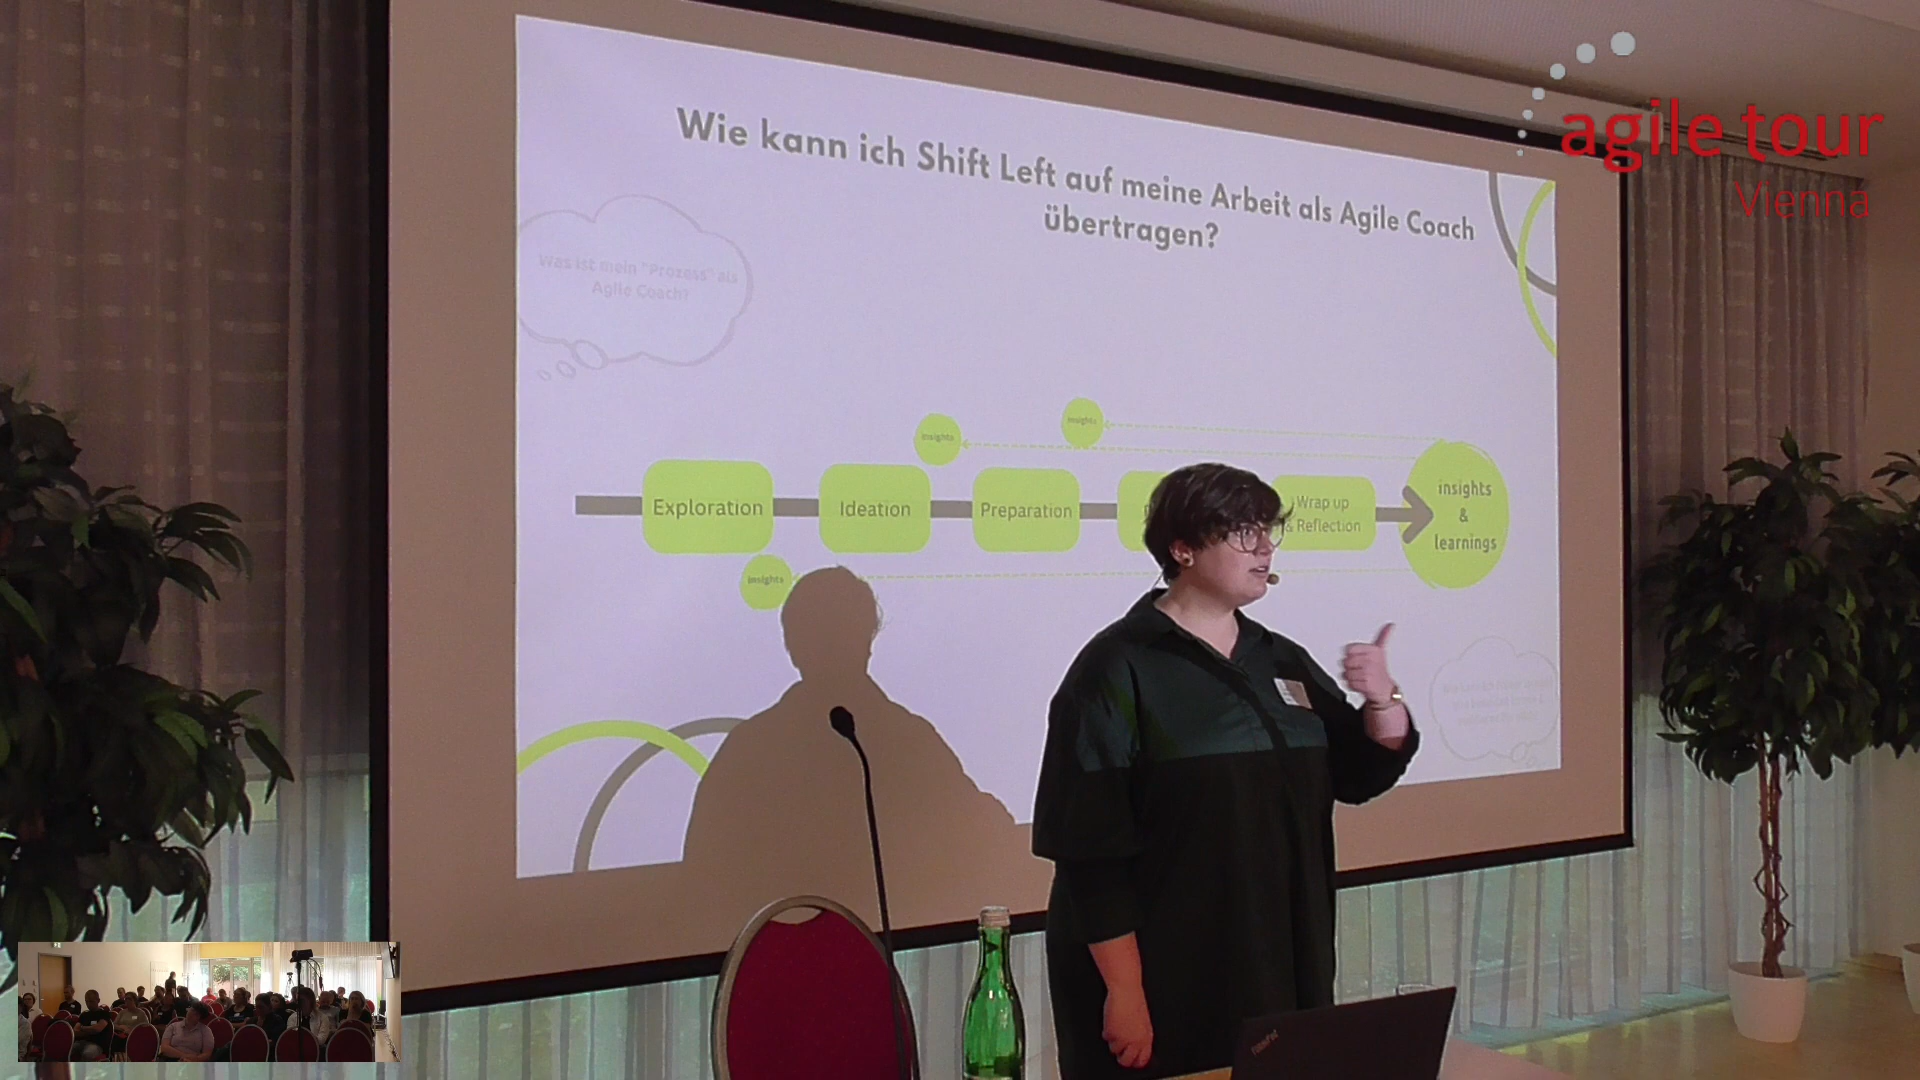 agile tour
Vienna
Wie kann ich Shift Left auf meine Arbeit als Agile Coach
übertragen?
Was ist mein "Prozess" als
Agile Coach?
insights
insights
Exploration
Ideation
Preparation
Wrap up
& Reflection
insights
&
learnings
insights
ThinkPad